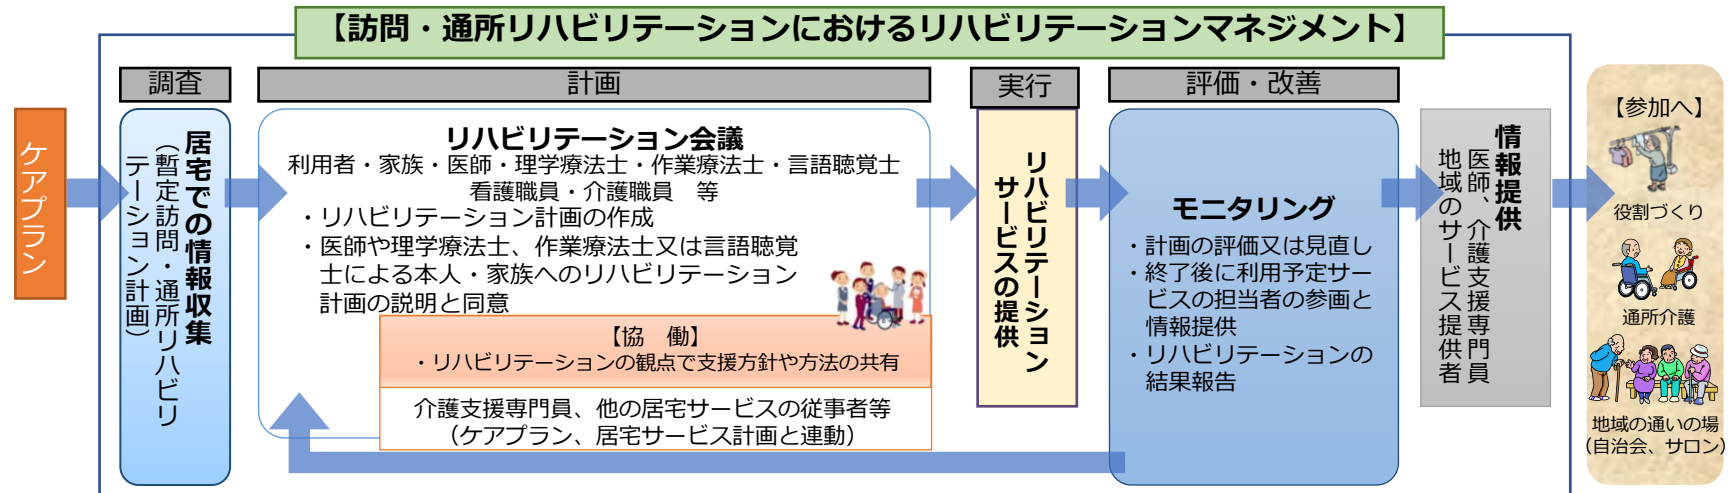 【訪問・通所リハビリテーションにおけるリハビリテーションマネジメント】
ケアプラン
調査
居宅での情報収集
（暫定訪問・通所リハビリ
テーション計画）
計画
リハビリテーション会議
利用者・家族・医師・理学療法士・作業療法士・言語聴覚士
看護職員・介護職員　等
・リハビリテーション計画の作成
・医師や理学療法士、作業療法士又は言語聴覚
士による本人・家族へのリハビリテーション
計画の説明と同意
【協　働】
・リハビリテーションの観点で支援方針や方法の共有
介護支援専門員、他の居宅サービスの従事者等
（ケアプラン、居宅サービス計画と連動）
実行
リハビリテーション
サービスの提供
評価・改善
モニタリング
・計画の評価又は見直し
・終了後に利用予定サー
ビスの担当者の参画と
情報提供
・リハビリテーションの
結果報告
情報提供
医師、介護支援専門員
地域のサービス提供者
【参加へ】
役割づくり
通所介護
地域の通いの場
（自治会、サロン）